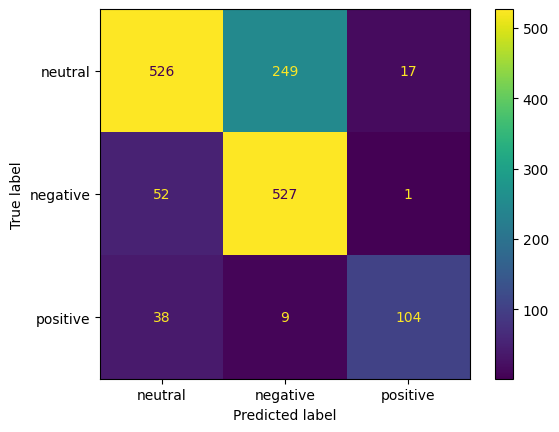 neutral 526 249 17
negative 52 527 1
positive 38 9 104
neutral negative positive
Predicted label
True label
500
400
300
200
100